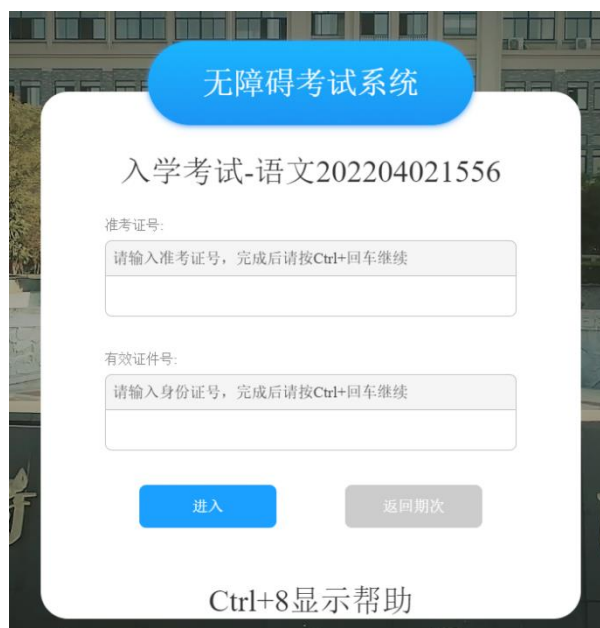 无障碍考试系统
入学考试-语文202204021556
准考证号:
请输入准考证号，完成后请按Ctrl+回车继续
有效证件号:
请输入身份证号，完成后请按Ctrl+回车继续
进入
返回期次
Ctrl+8显示帮助